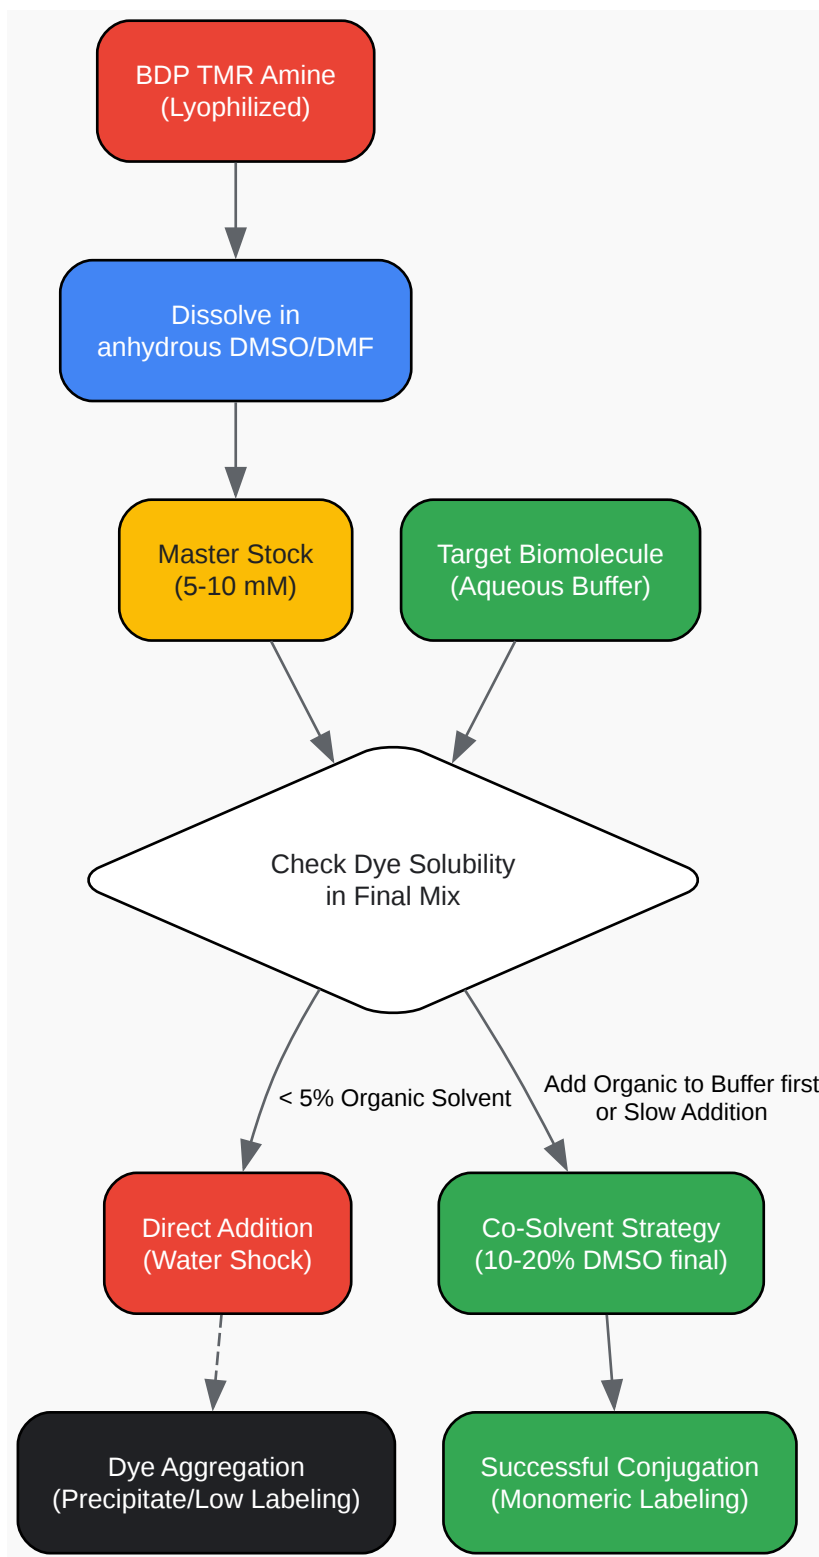 BDP TMR Amine
(Lyophilized)
Dissolve in
anhydrous DMSO/DMF
Master Stock
(5-10 mM)
Target Biomolecule
(Aqueous Buffer)
Check Dye Solubility
in Final Mix
< 5% Organic Solvent
Add Organic to Buffer first
or Slow Addition
Direct Addition
(Water Shock)
Co-Solvent Strategy
(10-20% DMSO final)
Dye Aggregation
(Precipitate/Low Labeling)
Successful Conjugation
(Monomeric Labeling)